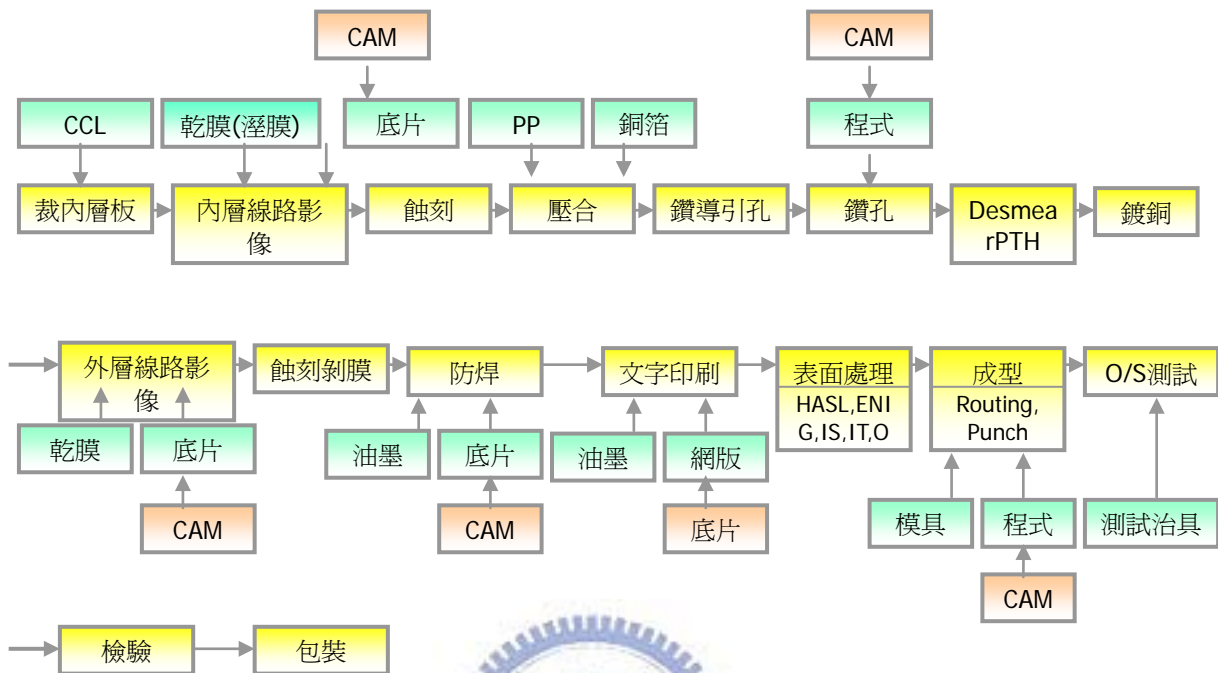 CAM
CAM
CCL
乾膜(溼膜)
底片
PP
銅箔
程式
裁內層板
內層線路影
像
蝕刻
壓合
鑽導引孔
鑽孔
Desmea
rPTH
鍍銅
外層線路影
像
蝕刻剝膜
防焊
文字印刷
表面處理
HASL,ENI
G,IS,IT,O
成型
Routing,
Punch
O/S測試
乾膜
底片
油墨
底片
油墨
網版
CAM
CAM
底片
模具
程式
測試治具
CAM
檢驗
包裝